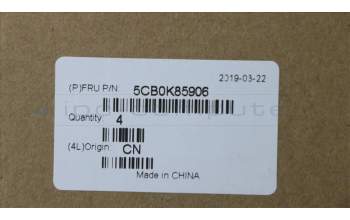 2019-03-22
(P)FRU P/N 5CB0K85906
Quantity: 4
(4L)Origin: CN
Made in CHINA